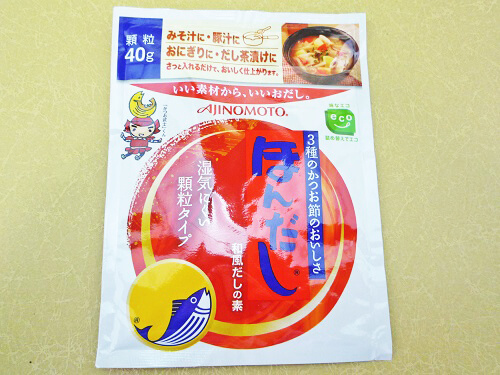 顆粒
40g
みそ汁に・豚汁に
おにぎりに・だし茶漬けに
さっと入れるだけで、おいしく仕上がります。
いい素材から、いいおだし。
AJINOMOTO®
味なエコ
eco
ほんだし®
3種のかつお節のおいしさ
湿気にくい
顆粒タイプ
和風だしの素